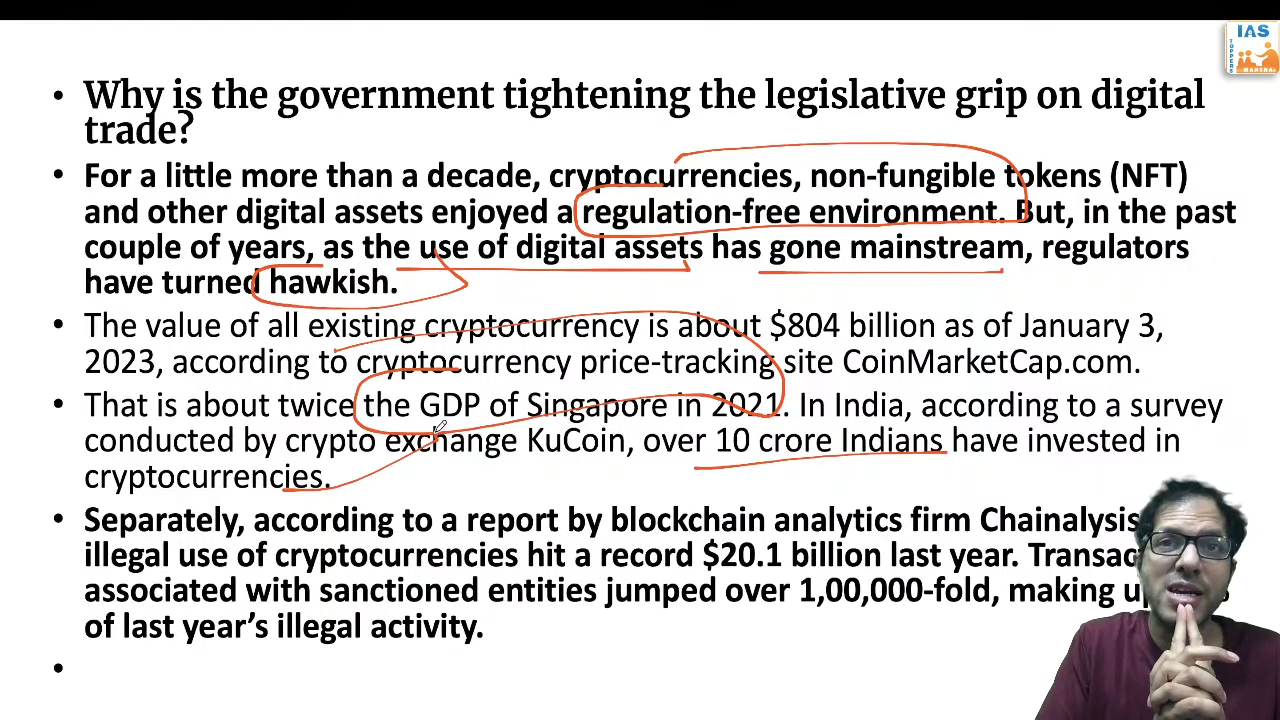 IAS
TOPPERS
MANTRA
• Why is the government tightening the legislative grip on digital
trade?
• For a little more than a decade, cryptocurrencies, non-fungible tokens (NFT)
and other digital assets enjoyed a regulation-free environment. But, in the past
couple of years, as the use of digital assets has gone mainstream, regulators
have turned hawkish.
• The value of all existing cryptocurrency is about $804 billion as of January 3,
2023, according to cryptocurrency price-tracking site CoinMarketCap.com.
• That is about twice the GDP of Singapore in 2021. In India, according to a survey
conducted by crypto exchange KuCoin, over 10 crore Indians have invested in
cryptocurrencies.
• Separately, according to a report by blockchain analytics firm Chainalysis
illegal use of cryptocurrencies hit a record $20.1 billion last year.
associated with sanctioned entities jumped over 1,00,000-fold, making
of last year’s illegal activity.
•